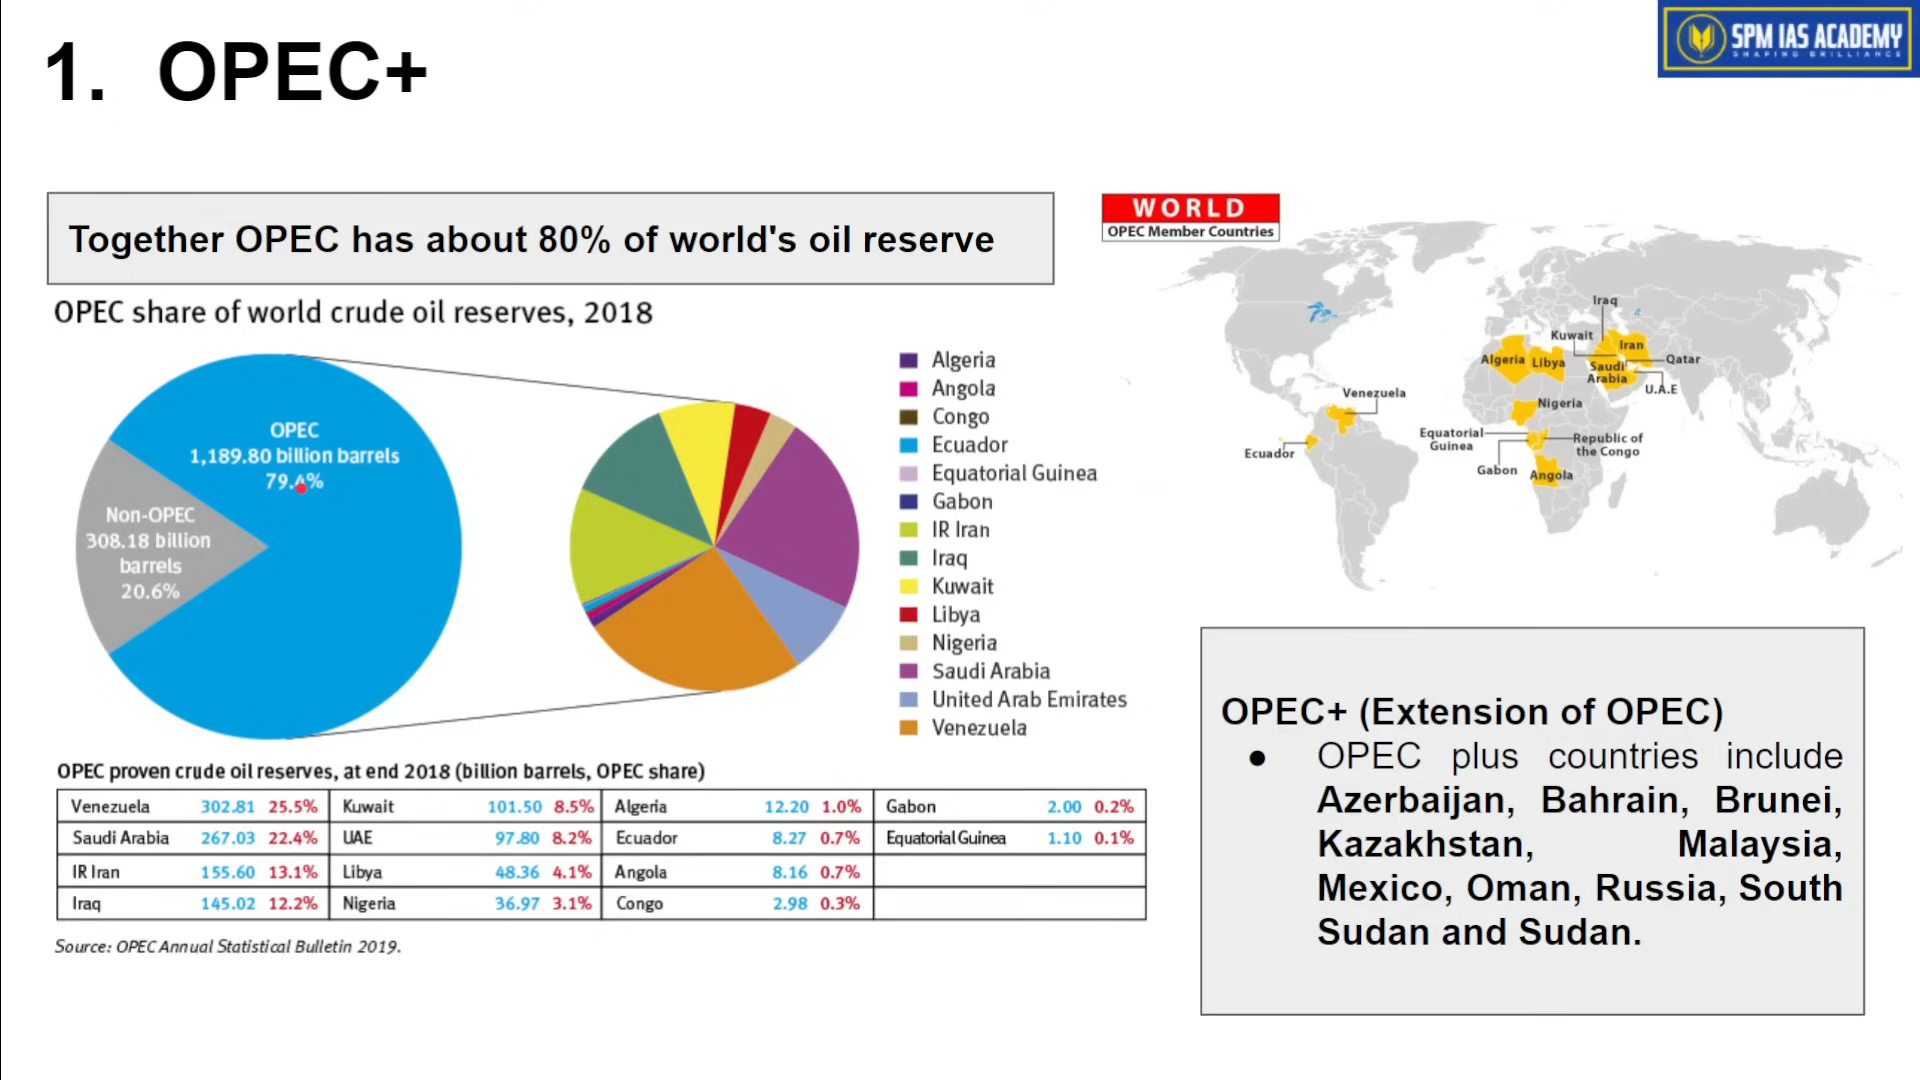 1. OPEC+
SPM IAS ACADEMY
SHAPING BRILLIANCE
Together OPEC has about 80% of world's oil reserve
OPEC share of world crude oil reserves, 2018
OPEC
1,189.80 billion barrels
79.4%
Non-OPEC
308.18 billion
barrels
20.6%
Algeria
Angola
Congo
Ecuador
Equatorial Guinea
Gabon
IR Iran
Iraq
Kuwait
Libya
Nigeria
Saudi Arabia
United Arab Emirates
Venezuela
OPEC proven crude oil reserves, at end 2018 (billion barrels, OPEC share)
Venezuela 302.81 25.5% Kuwait 101.50 8.5% Algeria 12.20 1.0% Gabon 2.00 0.2%
Saudi Arabia 267.03 22.4% UAE 97.80 8.2% Ecuador 8.27 0.7% Equatorial Guinea 1.10 0.1%
IR Iran 155.60 13.1% Libya 48.36 4.1% Angola 8.16 0.7%
Iraq 145.02 12.2% Nigeria 36.97 3.1% Congo 2.98 0.3%
Source: OPEC Annual Statistical Bulletin 2019.
WORLD
OPEC Member Countries
Iraq
Kuwait
Iran
Algeria
Libya
Saudi
Arabia
Qatar
U.A.E
Venezuela
Nigeria
Equatorial
Guinea
Republic of
the Congo
Ecuador
Gabon
Angola
OPEC+ (Extension of OPEC)
● OPEC plus countries include
Azerbaijan, Bahrain, Brunei,
Kazakhstan, Malaysia,
Mexico, Oman, Russia, South
Sudan and Sudan.